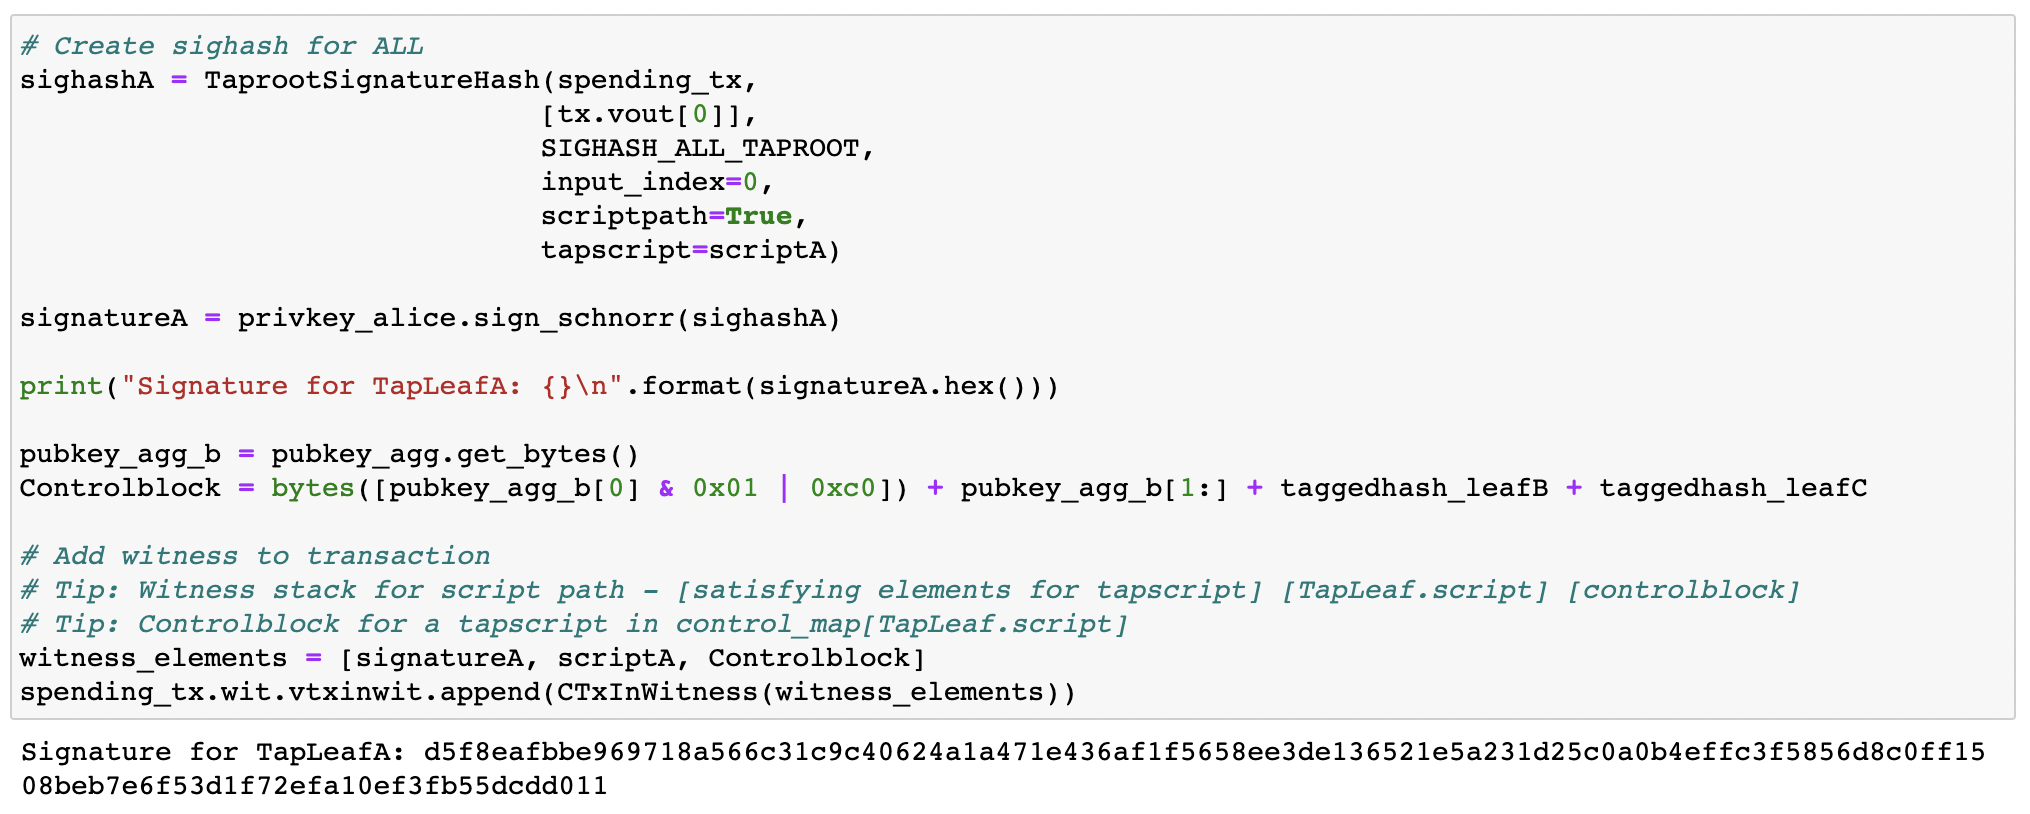 # Create sighash for ALL
sighashA = TaprootSignatureHash(spending_tx,
                               [tx.vout[0]],
                               SIGHASH_ALL_TAPROOT,
                               input_index=0,
                               scriptpath=True,
                               tapscript=scriptA)

signatureA = privkey_alice.sign_schnorr(sighashA)

print("Signature for TapLeafA: {}\n".format(signatureA.hex()))

pubkey_agg_b = pubkey_agg.get_bytes()
Controlblock = bytes([pubkey_agg_b[0] & 0x01 | 0xc0]) + pubkey_agg_b[1:] + taggedhash_leafB + taggedhash_leafC

# Add witness to transaction
# Tip: Witness stack for script path - [satisfying elements for tapscript] [TapLeaf.script] [controlblock]
# Tip: Controlblock for a tapscript in control_map[TapLeaf.script]
witness_elements = [signatureA, scriptA, Controlblock]
spending_tx.wit.vtxinwit.append(CTxInWitness(witness_elements))

Signature for TapLeafA: d5f8eafbbe969718a566c31c9c40624a1a471e436af1f5658ee3de136521e5a231d25c0a0b4effc3f5856d8c0ff15
08beb7e6f53d1f72efa10ef3fb55dcdd011